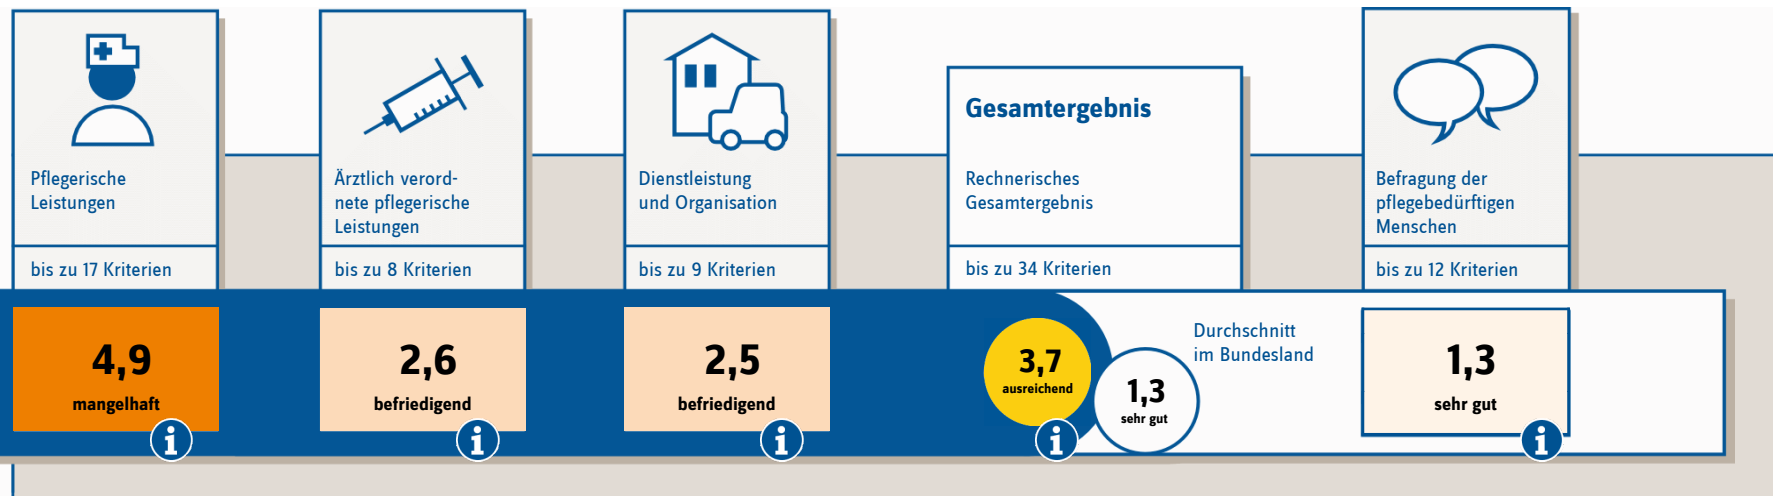 Pflegerische
Leistungen
bis zu 17 Kriterien
4,9
mangelhaft
i
Ärztlich verord-
nete pflegerische
Leistungen
bis zu 8 Kriterien
2,6
befriedigend
i
Dienstleistung
und Organisation
bis zu 9 Kriterien
2,5
befriedigend
i
Gesamtergebnis
Rechnerisches
Gesamtergebnis
bis zu 34 Kriterien
3,7
ausreichend
i
Durchschnitt
im Bundesland
1,3
sehr gut
Befragung der
pflegebedürftigen
Menschen
bis zu 12 Kriterien
1,3
sehr gut
i